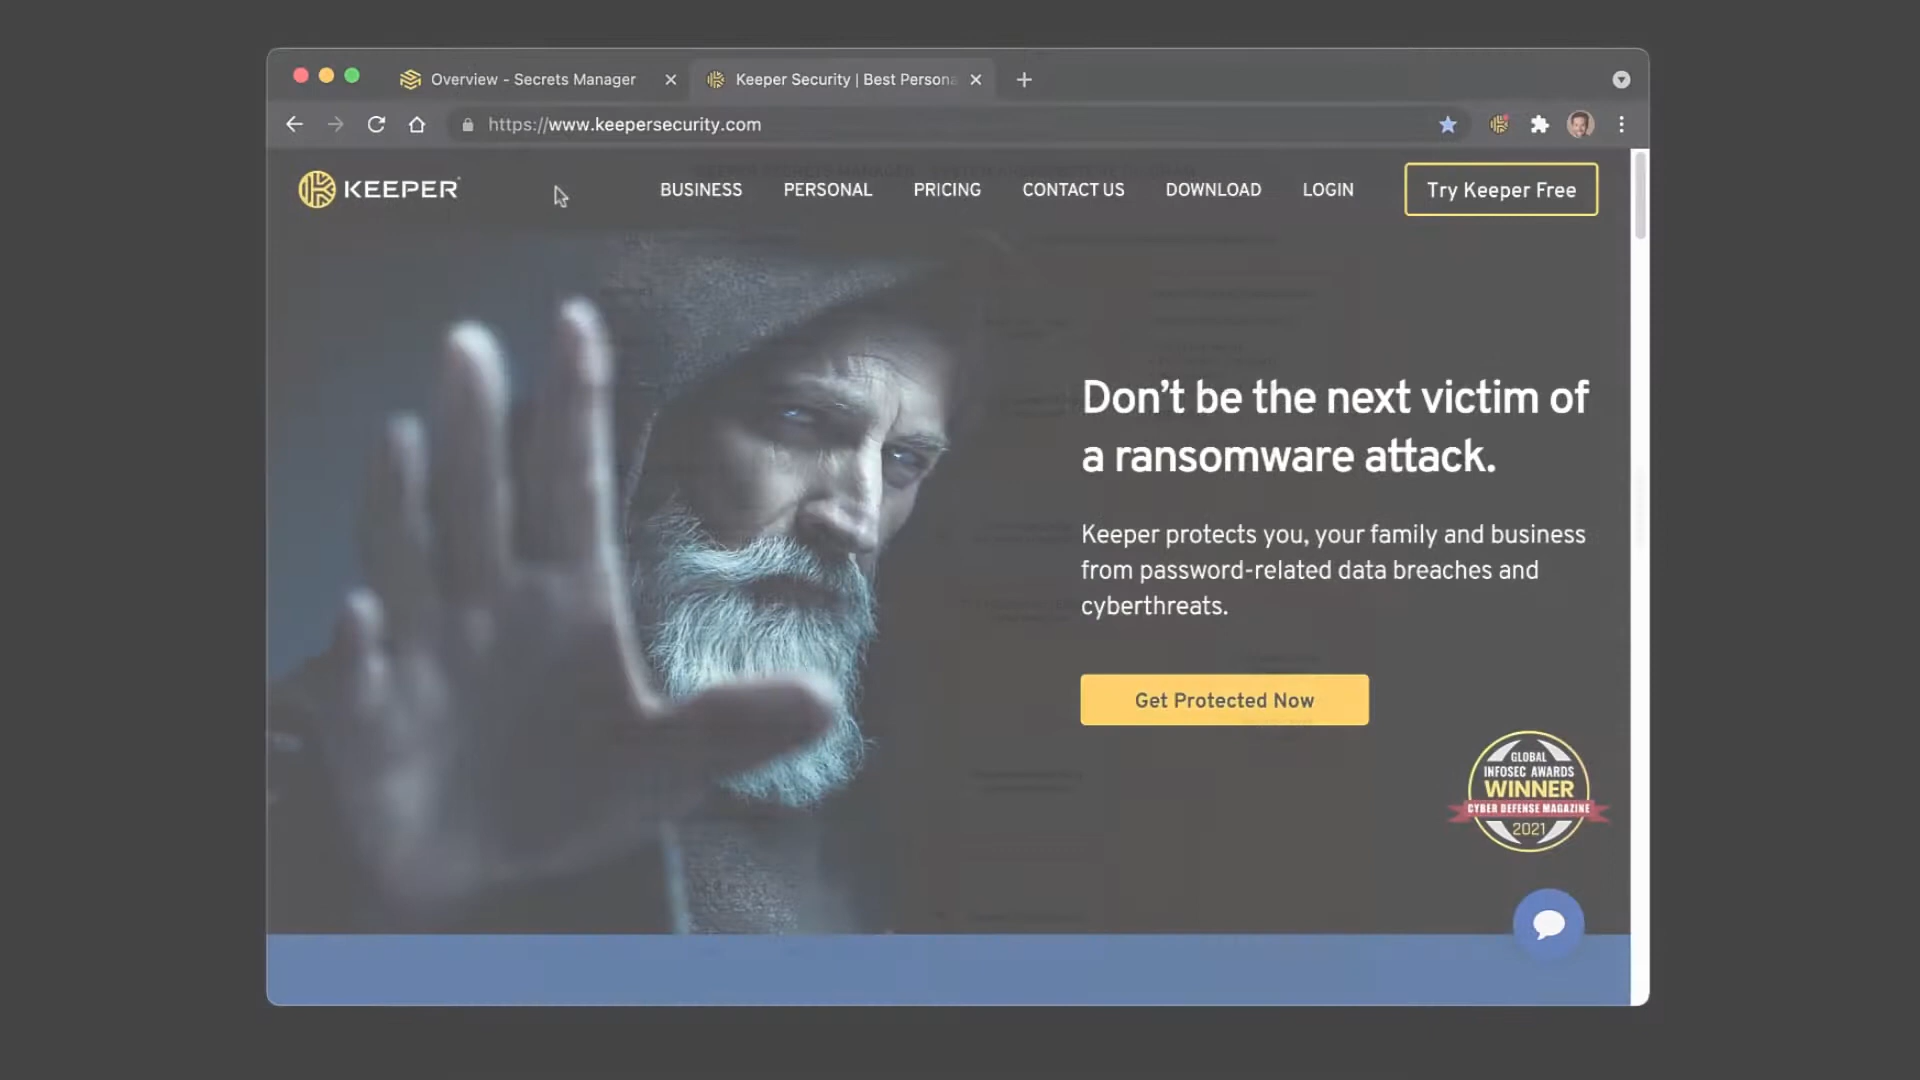 Overview - Secrets Manager
Keeper Security | Best Persona
https://www.keepersecurity.com
KEEPER
BUSINESS
PERSONAL
PRICING
CONTACT US
DOWNLOAD
LOGIN
Try Keeper Free
Don’t be the next victim of
a ransomware attack.
Keeper protects you, your family and business
from password-related data breaches and
cyberthreats.
Get Protected Now
GLOBAL
INFOSEC AWARDS
WINNER
CYBER DEFENSE MAGAZINE
2021